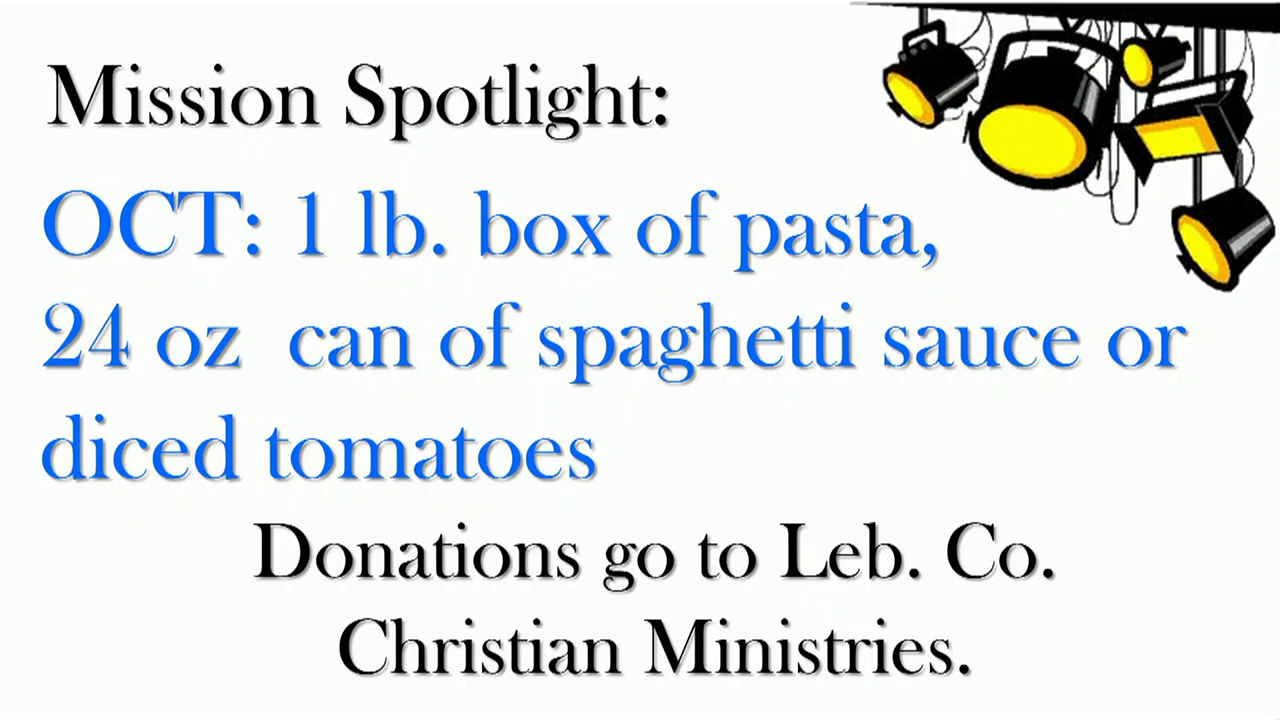 Mission Spotlight:
OCT: 1 lb. box of pasta,
24 oz  can of spaghetti sauce or
diced tomatoes
Donations go to Leb. Co.
Christian Ministries.